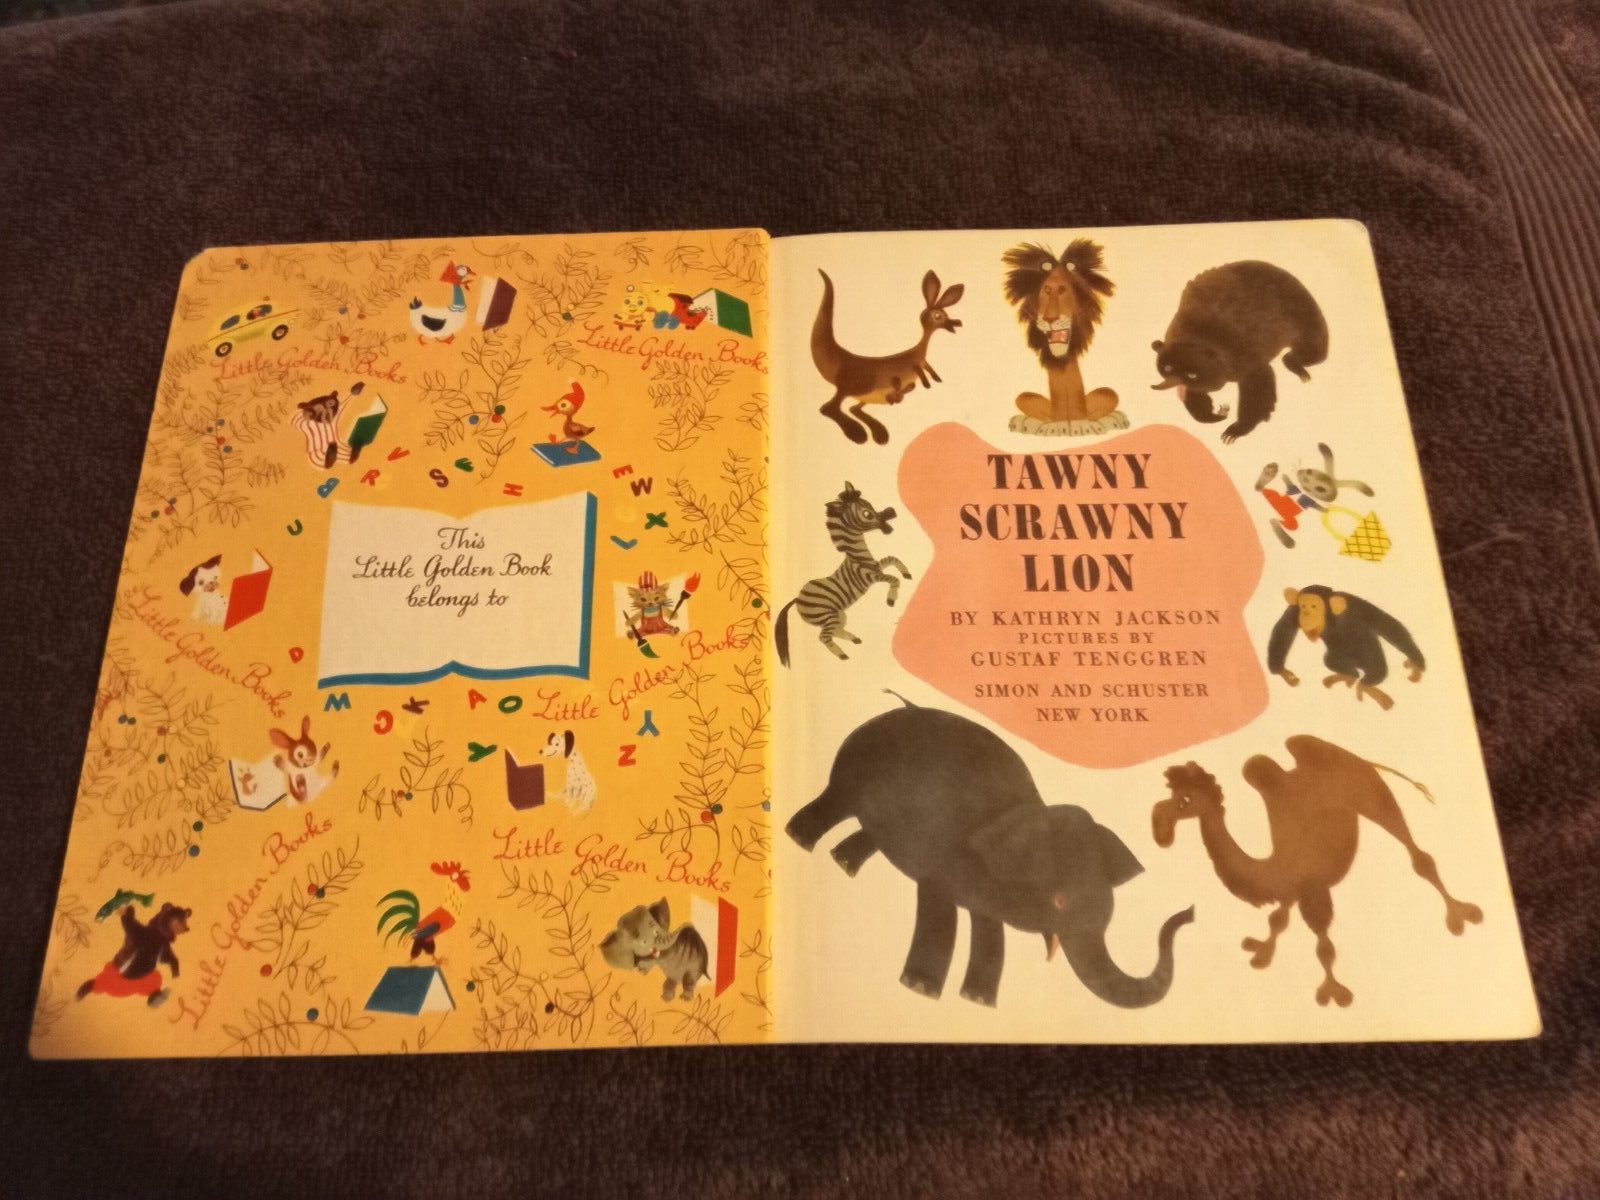 Little Golden Books
Little Golden Books
B R V S F H E W
U X
L
This
Little Golden Book
belongs to
Little Golden Books
D
W C K A O Y Z
Y
Little Golden Books
Little Golden Books
Little Golden Books
TAWNY
SCRAWNY
LION
BY KATHRYN JACKSON
PICTURES BY
GUSTAF TENGGREN
SIMON AND SCHUSTER
NEW YORK